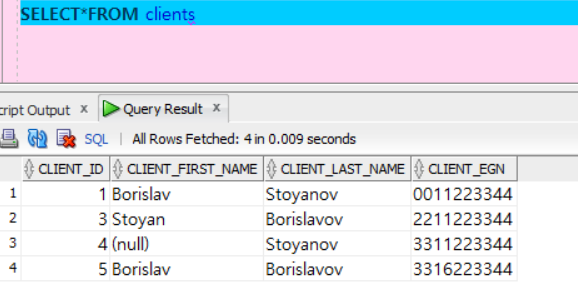 SELECT*FROM clients
cript Output x Query Result x
SQL | All Rows Fetched: 4 in 0.009 seconds
CLIENT_ID CLIENT_FIRST_NAME CLIENT_LAST_NAME CLIENT_EGN
1 1 Borislav Stoyanov 0011223344
2 3 Stoyan Borislavov 2211223344
3 4 (null) Stoyanov 3311223344
4 5 Borislav Borislavov 3316223344